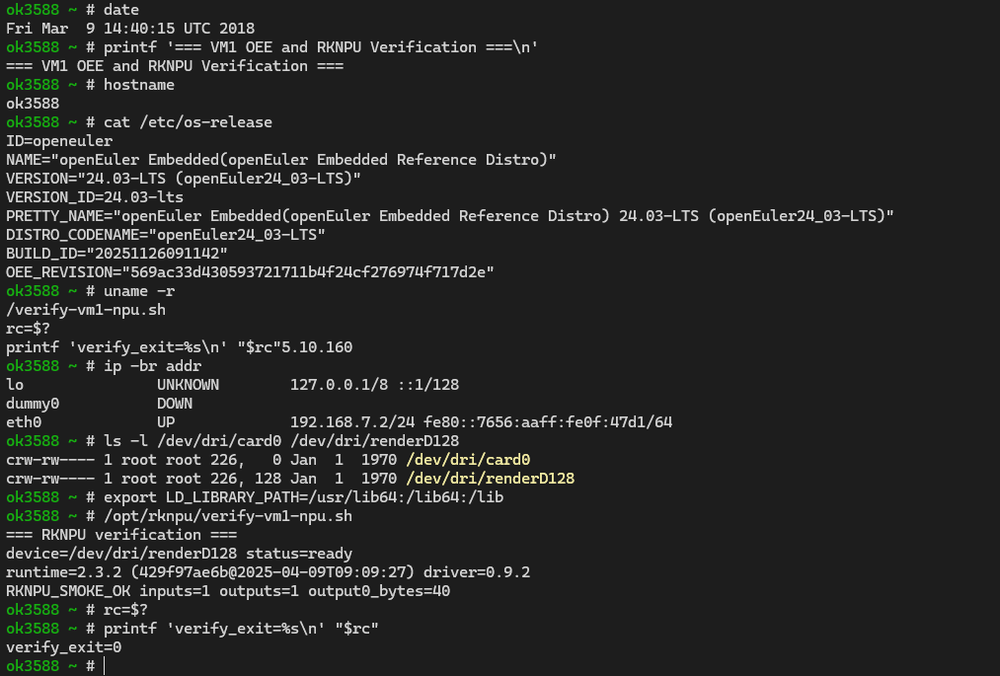 ok3588 ~ # date
Fri Mar  9 14:40:15 UTC 2018
ok3588 ~ # printf '=== VM1 OEE and RKNPU Verification ===\n'
=== VM1 OEE and RKNPU Verification ===
ok3588 ~ # hostname
ok3588
ok3588 ~ # cat /etc/os-release
ID=openeuler
NAME="openEuler Embedded(openEuler Embedded Reference Distro)"
VERSION="24.03-LTS (openEuler24_03-LTS)"
VERSION_ID=24.03-lts
PRETTY_NAME="openEuler Embedded(openEuler Embedded Reference Distro) 24.03-LTS (openEuler24_03-LTS)"
DISTRO_CODENAME="openEuler24_03-LTS"
BUILD_ID="20251126091142"
OEE_REVISION="569ac33d430593721711b4f24cf276974f717d2e"
ok3588 ~ # uname -r
/verify-vm1-npu.sh
rc=$?
printf 'verify_exit=%s\n' "$rc"5.10.160
ok3588 ~ # ip -br addr
lo               UNKNOWN        127.0.0.1/8 ::1/128
dummy0           DOWN
eth0             UP             192.168.7.2/24 fe80::7656:aaff:fe0f:47d1/64
ok3588 ~ # ls -l /dev/dri/card0 /dev/dri/renderD128
crw-rw---- 1 root root 226,   0 Jan  1  1970 /dev/dri/card0
crw-rw---- 1 root root 226, 128 Jan  1  1970 /dev/dri/renderD128
ok3588 ~ # export LD_LIBRARY_PATH=/usr/lib64:/lib64:/lib
ok3588 ~ # /opt/rknpu/verify-vm1-npu.sh
=== RKNPU verification ===
device=/dev/dri/renderD128 status=ready
runtime=2.3.2 (429f97ae6b@2025-04-09T09:09:27) driver=0.9.2
RKNPU_SMOKE_OK inputs=1 outputs=1 output0_bytes=40
ok3588 ~ # rc=$?
ok3588 ~ # printf 'verify_exit=%s\n' "$rc"
verify_exit=0
ok3588 ~ #